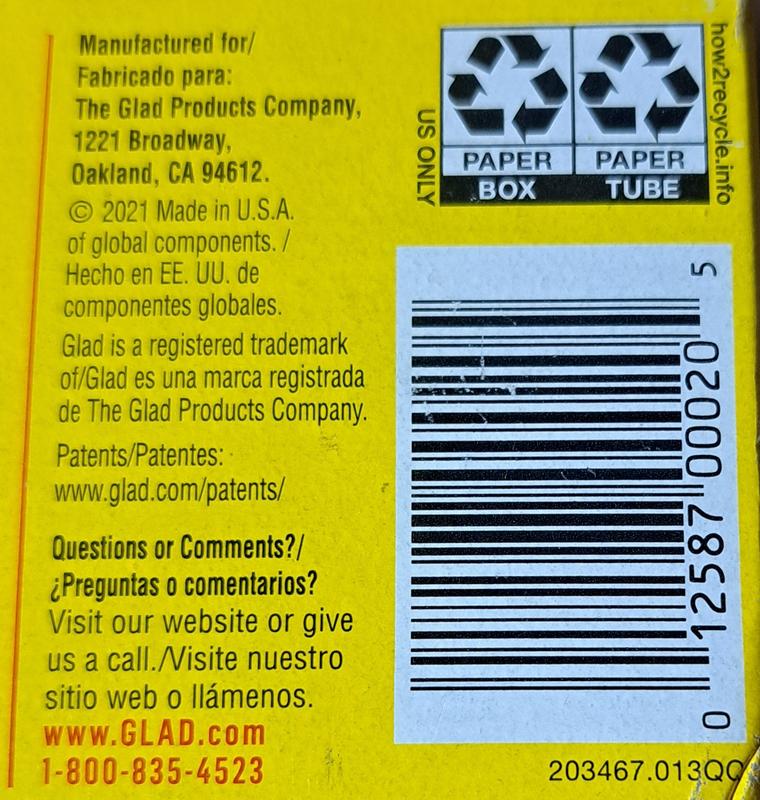 Manufactured for/
Fabricado para:
The Glad Products Company,
1221 Broadway,
Oakland, CA 94612.
© 2021 Made in U.S.A.
of global components. /
Hecho en EE. UU. de
componentes globales.
Glad is a registered trademark
of/Glad es una marca registrada
de The Glad Products Company.
Patents/Patentes:
www.glad.com/patents/
Questions or Comments?/
¿Preguntas o comentarios?
Visit our website or give
us a call./Visite nuestro
sitio web o llámenos.
www.GLAD.com
1-800-835-4523
US ONLY
PAPER
BOX
PAPER
TUBE
how2recycle.info
0 12587 00020 5
203467.013QC